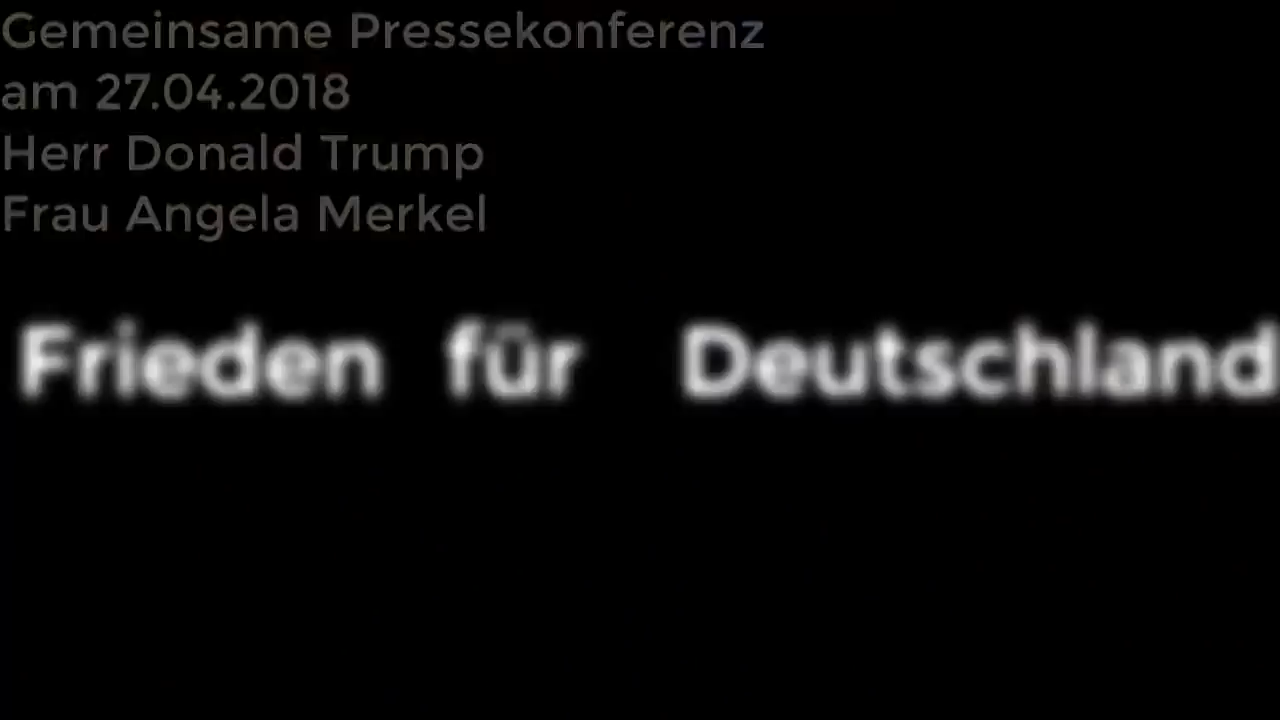 Gemeinsame Pressekonferenz
am 27.04.2018
Herr Donald Trump
Frau Angela Merkel
Frieden für Deutschland